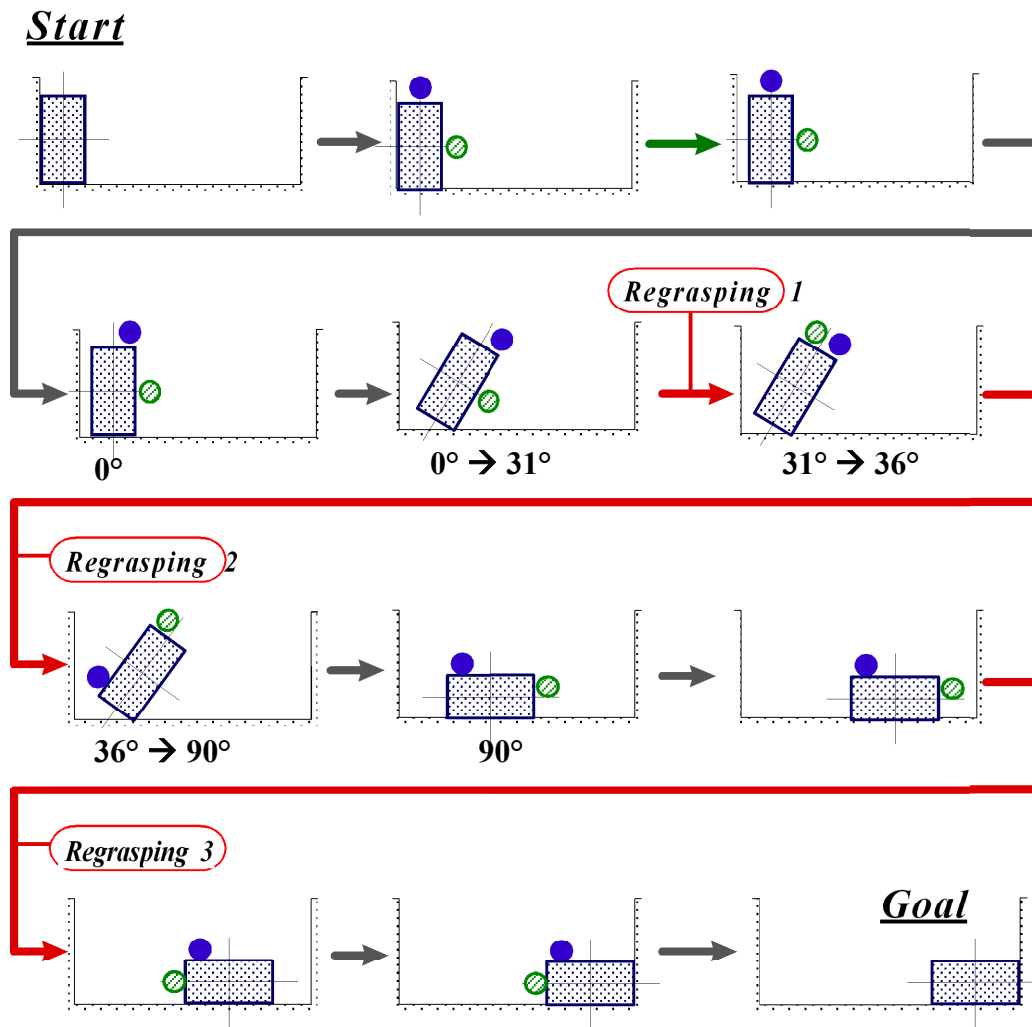 Start
Regrasping 1
0°
0° → 31°
31° → 36°
Regrasping 2
36° → 90°
90°
Regrasping 3
Goal